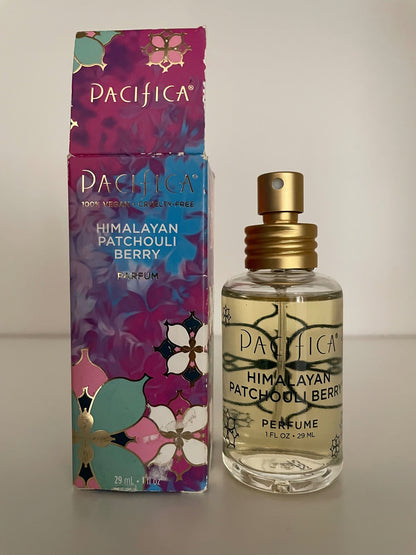 PACIFICA®
PACIFICA®
100% VEGAN • CRUELTY-FREE
HIMALAYAN
PATCHOULI
BERRY
PARFUM
29 mL • 1 fl oz
PACIFICA®
HIMALAYAN
PATCHOULI BERRY
PERFUME
1 FL OZ • 29 ML